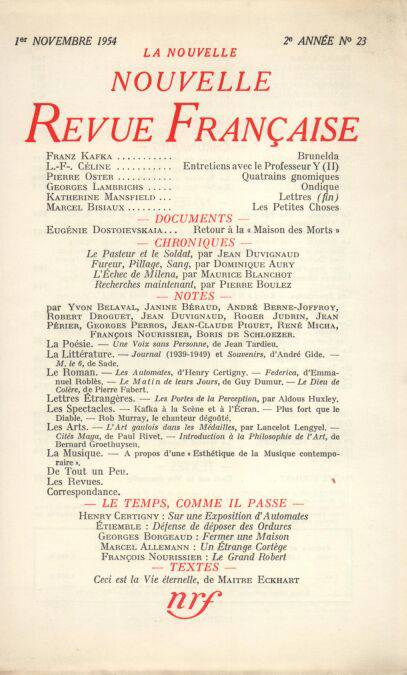 1er NOVEMBRE 1954 2e ANNÉE No 23
LA NOUVELLE
NOUVELLE
REVUE FRANÇAISE
FRANZ KAFKA ........... Brunelda
L.-F. CÉLINE ........... Entretiens avec le Professeur Y (II)
PIERRE OSTER ........... Quatrains gnomiques
GEORGES LAMBRICHS ..... Ondique
KATHERINE MANSFIELD ... Lettres (fin)
MARCEL BISIAUX ......... Les Petites Choses
— DOCUMENTS —
EUGÉNIE DOSTOIEVSKAIA... Retour à la « Maison des Morts »
— CHRONIQUES —
Le Pasteur et le Soldat, par JEAN DUVIGNAUD
Fureur, Pillage, Sang, par DOMINIQUE AURY
L'Échec de Milena, par MAURICE BLANCHOT
Recherches maintenant, par PIERRE BOULEZ
— NOTES —
par YVON BELAVAL, JANINE BÉRAUD, ANDRÉ BERNE-JOFFROY,
ROBERT DROGUET, JEAN DUVIGNAUD, ROGER JUDRIN, JEAN
PÉRIER, GEORGES PERROS, JEAN-CLAUDE PIGUET, RENÉ MICHA,
FRANÇOIS NOURISSIER, BORIS DE SCHLOEZER.
La Poésie. — Une Voix sans Personne, de Jean Tardieu.
La Littérature. — Journal (1939-1949) et Souvenirs, d'André Gide. —
M. le 6, de Sade.
Le Roman. — Les Automates, d'Henry Certigny. — Federica, d'Emma-
nuel Roblès. — Le Matin de leurs Jours, de Guy Dumur. — Le Dieu de
Colère, de Pierre Fabert.
Lettres Étrangères. — Les Portes de la Perception, par Aldous Huxley.
Les Spectacles. — Kafka à la Scène et à l'Écran. — Plus fort que le
Diable. — Rob Murray, le chanteur dégoûté,
Les Arts. — L'Art gaulois dans les Médailles, par Lancelot Lengyel. —
Cités Maya, de Paul Rivet. — Introduction à la Philosophie de l'Art, de
Bernard Groethuysen.
La Musique. — A propos d'une « Esthétique de la Musique contempo-
raine ».
De Tout un Peu.
Les Revues.
Correspondance.
— LE TEMPS, COMME IL PASSE —
HENRY CERTIGNY : Sur une Exposition d'Automates
ÉTIEMBLE : Défense de déposer des Ordures
GEORGES BORGEAUD : Fermer une Maison
MARCEL ALLEMANN : Un Étrange Cortège
FRANÇOIS NOURISSIER : Le Grand Robert
— TEXTES —
Ceci est la Vie éternelle, de MAITRE ECKHART
nrf